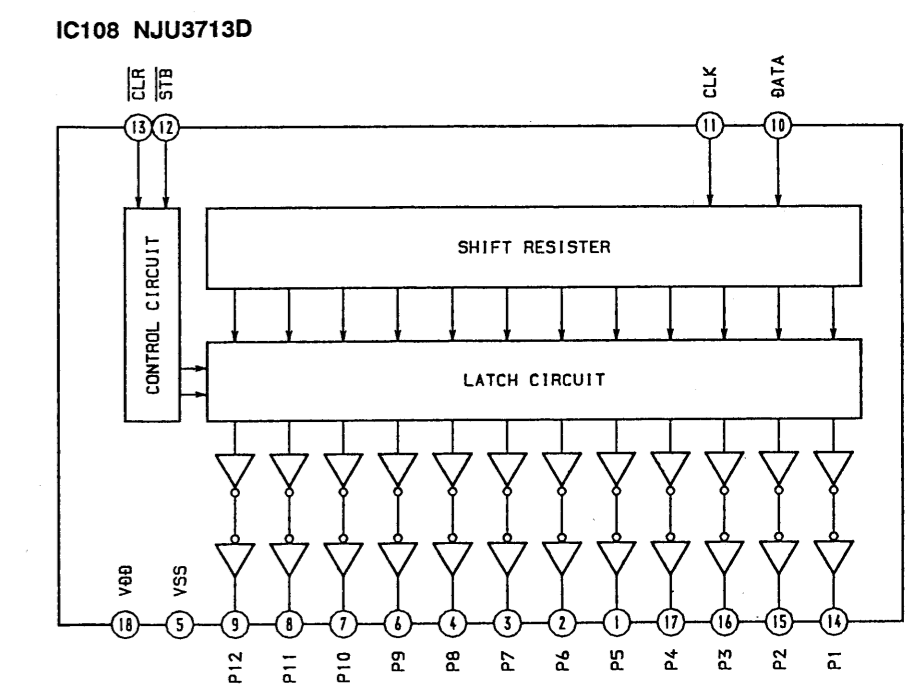 IC108 NJU3713D
CLR
STB
CLK
DATA
13
12
11
10
SHIFT RESISTER
CONTROL CIRCUIT
LATCH CIRCUIT
VDD
VSS
18
5
9
8
7
6
4
3
2
1
17
16
15
14
P12
P11
P10
P9
P8
P7
P6
P5
P4
P3
P2
P1